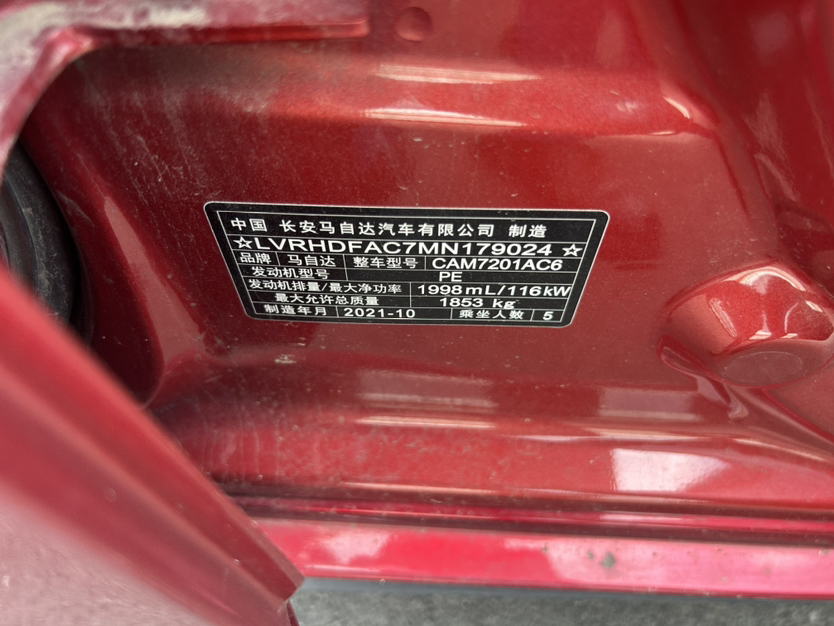 中国 长安马自达汽车有限公司 制造
☆LVRHDFAC7MN179024☆
品牌 马自达 整车型号 CAM7201AC6
发动机型号 PE
发动机排量/最大净功率 1998mL/116kW
最大允许总质量 1853 kg
制造年月 2021-10 乘坐人数 5